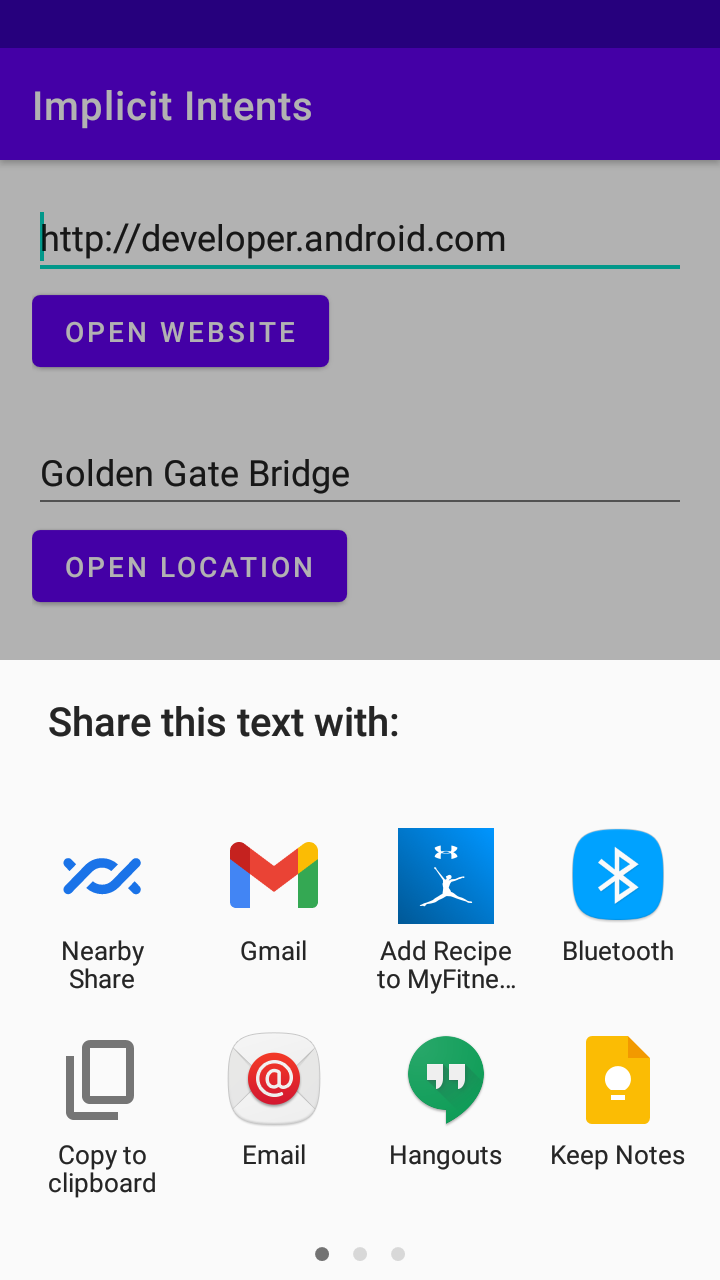 Implicit Intents
http://developer.android.com
OPEN WEBSITE
Golden Gate Bridge
OPEN LOCATION
Share this text with:
Nearby
Share
Gmail
Add Recipe
to MyFitne...
Bluetooth
Copy to
clipboard
Email
Hangouts
Keep Notes